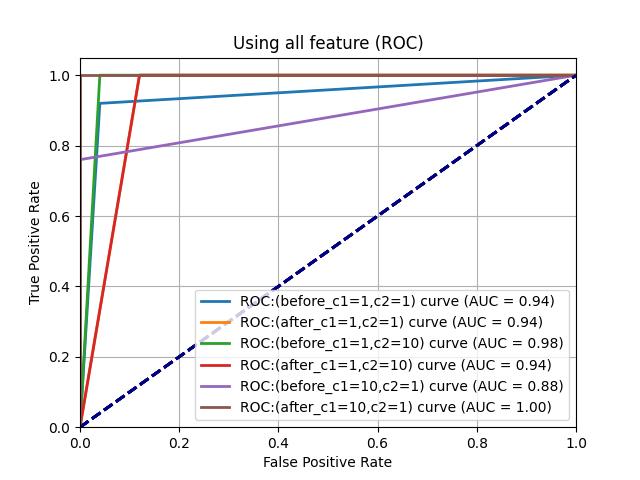 Using all feature (ROC)
1.0
0.8
0.6
0.4
0.2
0.0
True Positive Rate
ROC:(before_c1=1,c2=1) curve (AUC = 0.94)
ROC:(after_c1=1,c2=1) curve (AUC = 0.94)
ROC:(before_c1=1,c2=10) curve (AUC = 0.98)
ROC:(after_c1=1,c2=10) curve (AUC = 0.94)
ROC:(before_c1=10,c2=1) curve (AUC = 0.88)
ROC:(after_c1=10,c2=1) curve (AUC = 1.00)
0.0 0.2 0.4 0.6 0.8 1.0
False Positive Rate